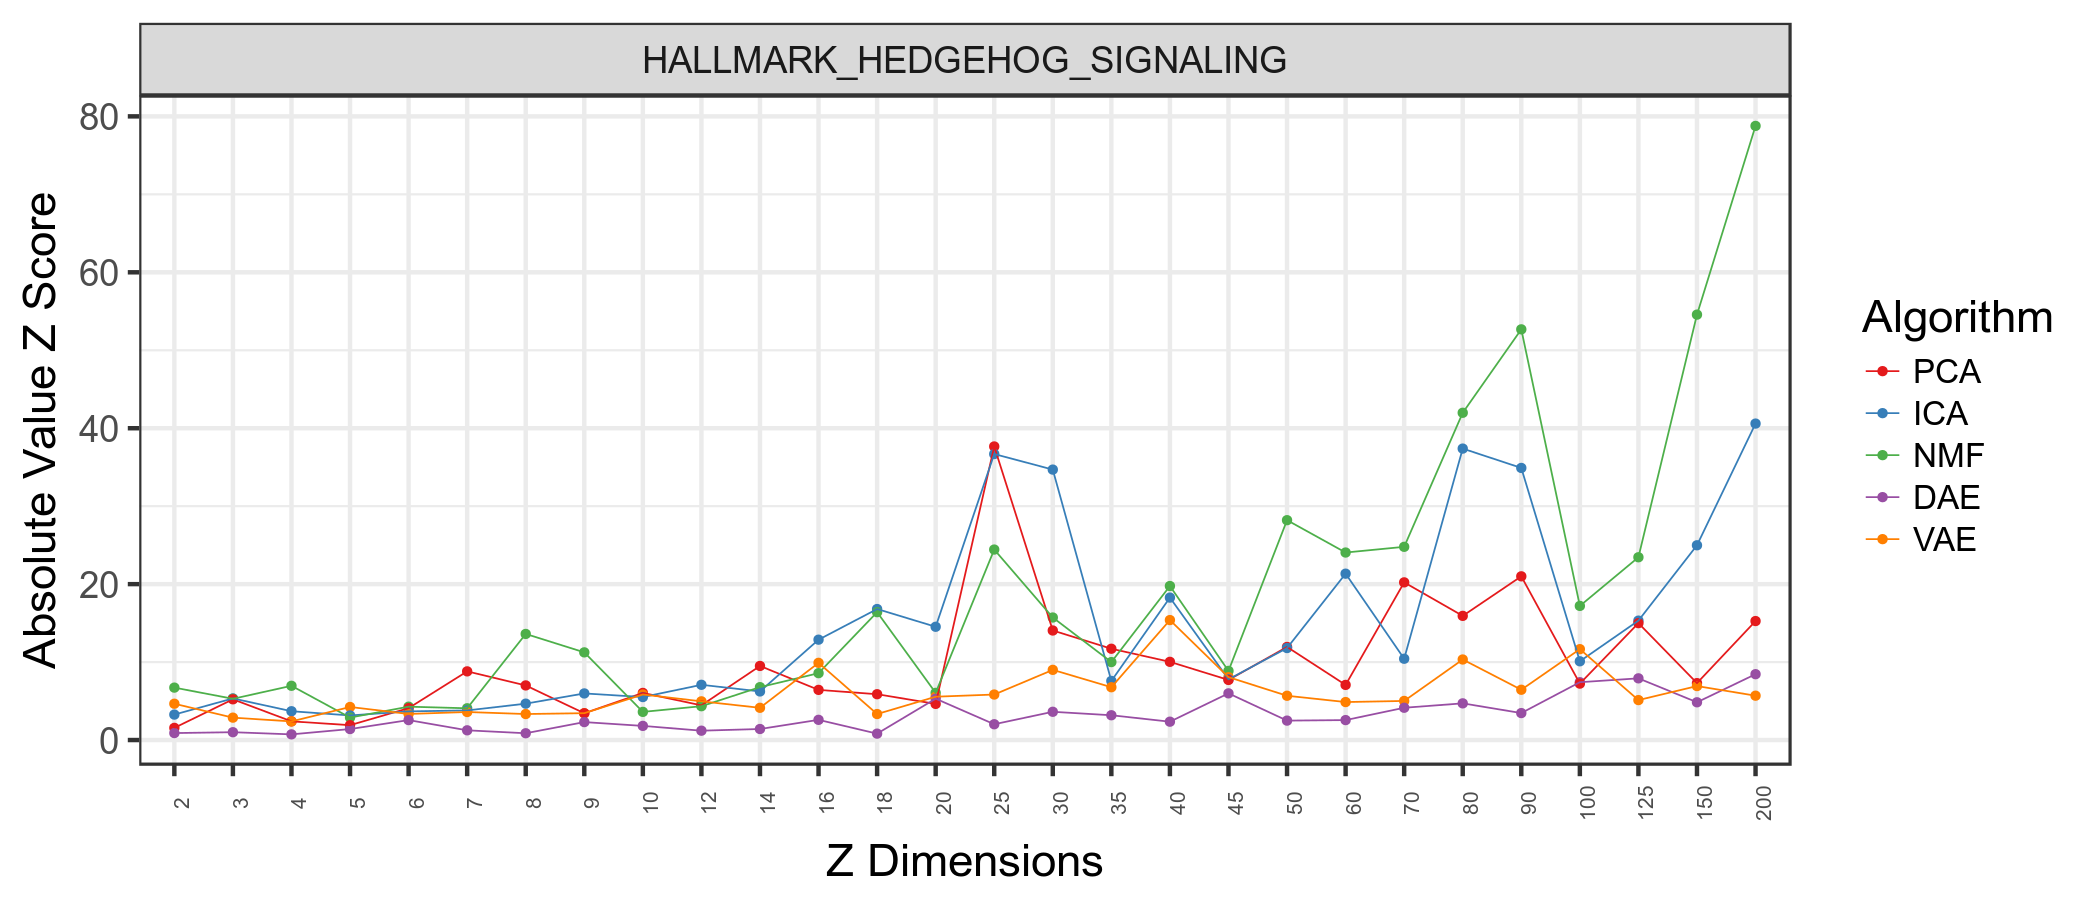 HALLMARK_HEDGEHOG_SIGNALING
Absolute Value Z Score
80
60
40
20
0
2 3 4 5 6 7 8 9 10 12 14 16 18 20 25 30 35 40 45 50 60 70 80 90 100 125 150 200
Z Dimensions
Algorithm
PCA
ICA
NMF
DAE
VAE